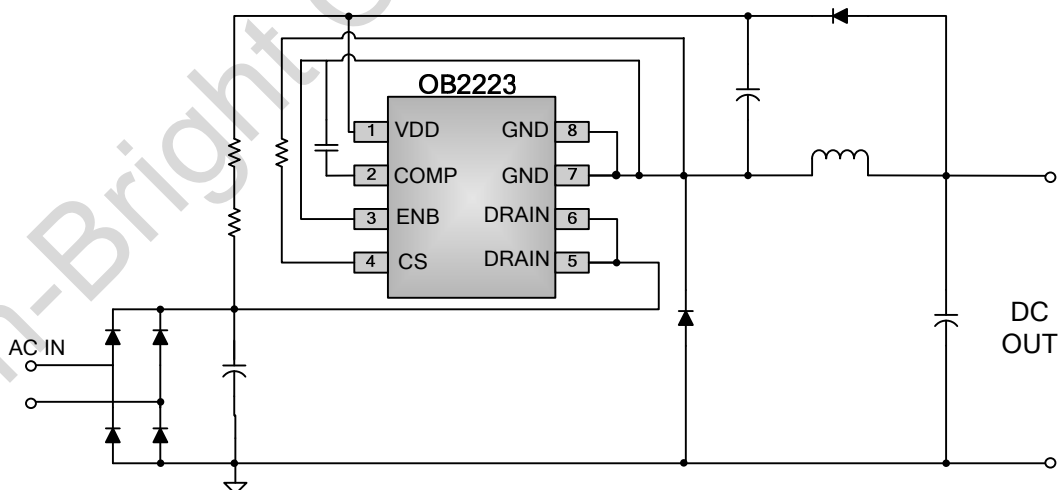 OB2223
1 VDD GND 8
2 COMP GND 7
3 ENB DRAIN 6
4 CS DRAIN 5
AC IN
DC
OUT
-Bright